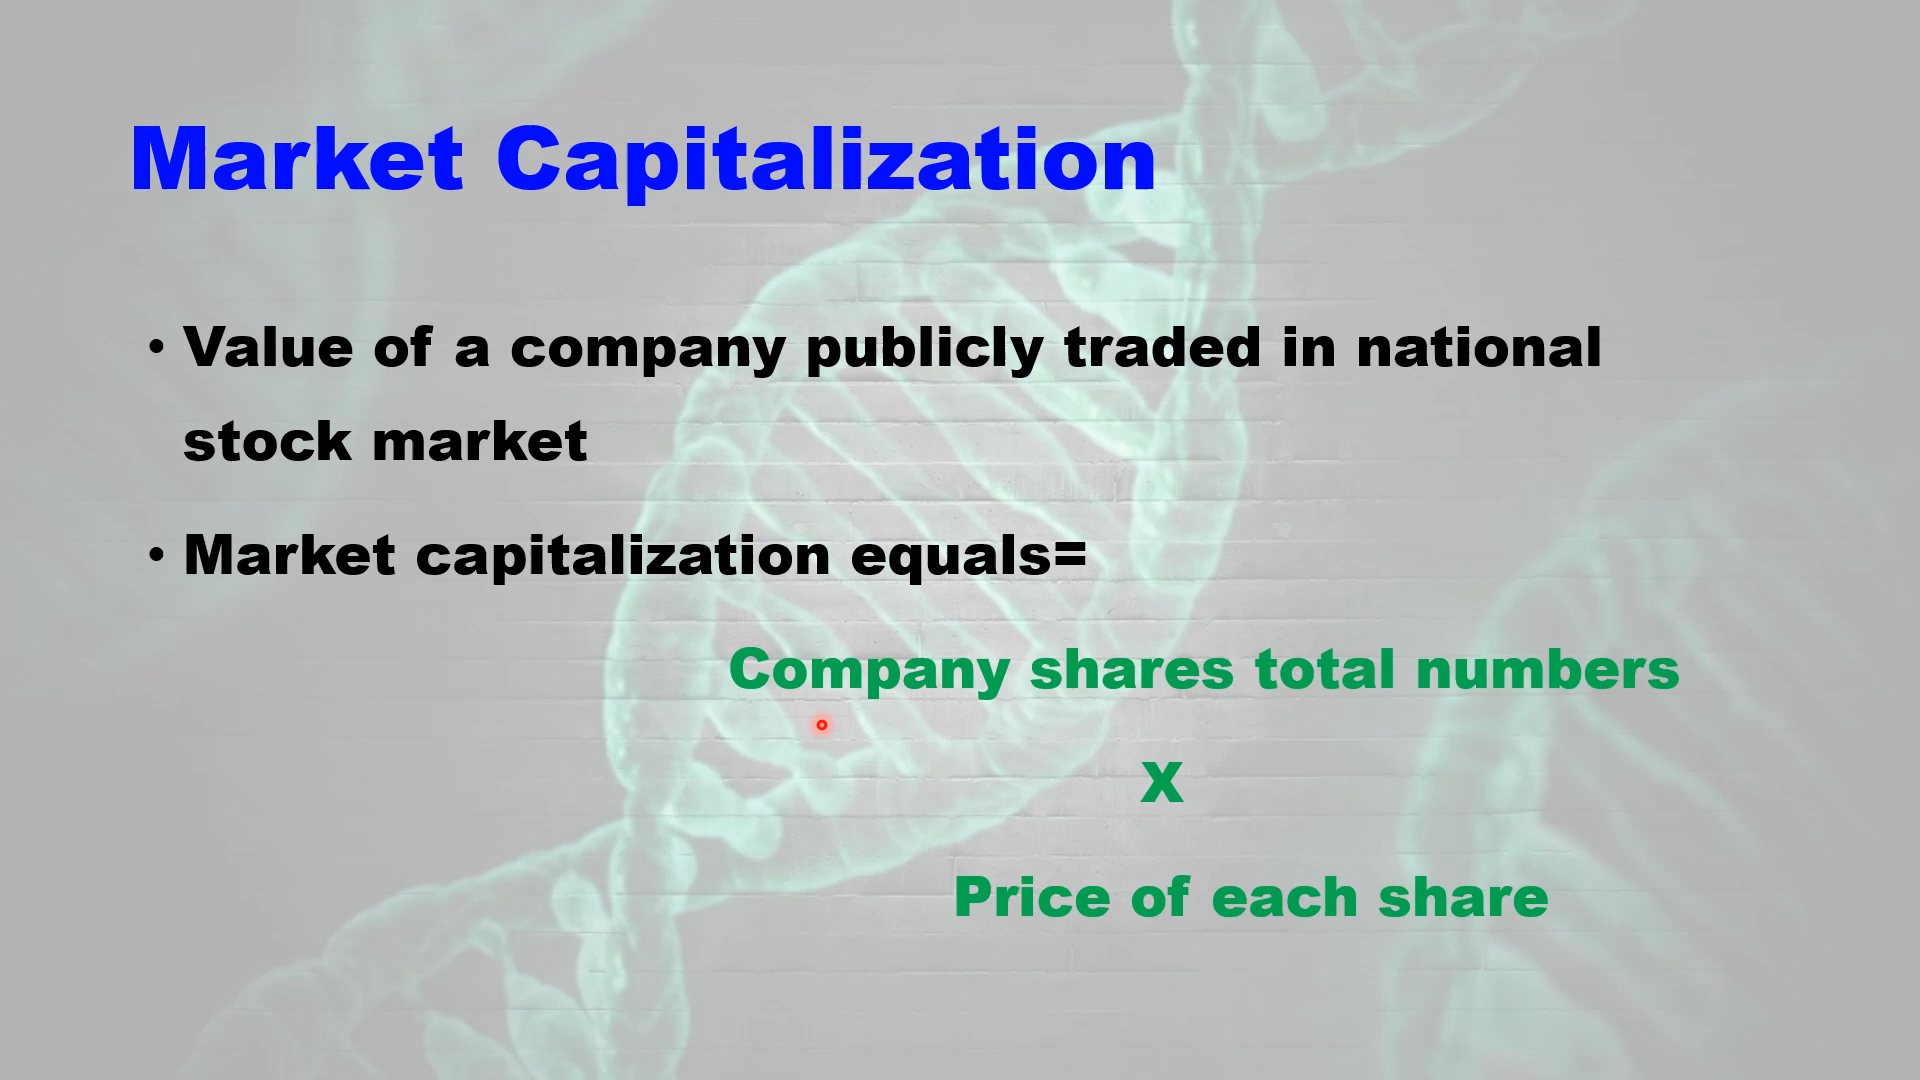 Market Capitalization
• Value of a company publicly traded in national
stock market
• Market capitalization equals=
Company shares total numbers
X
Price of each share